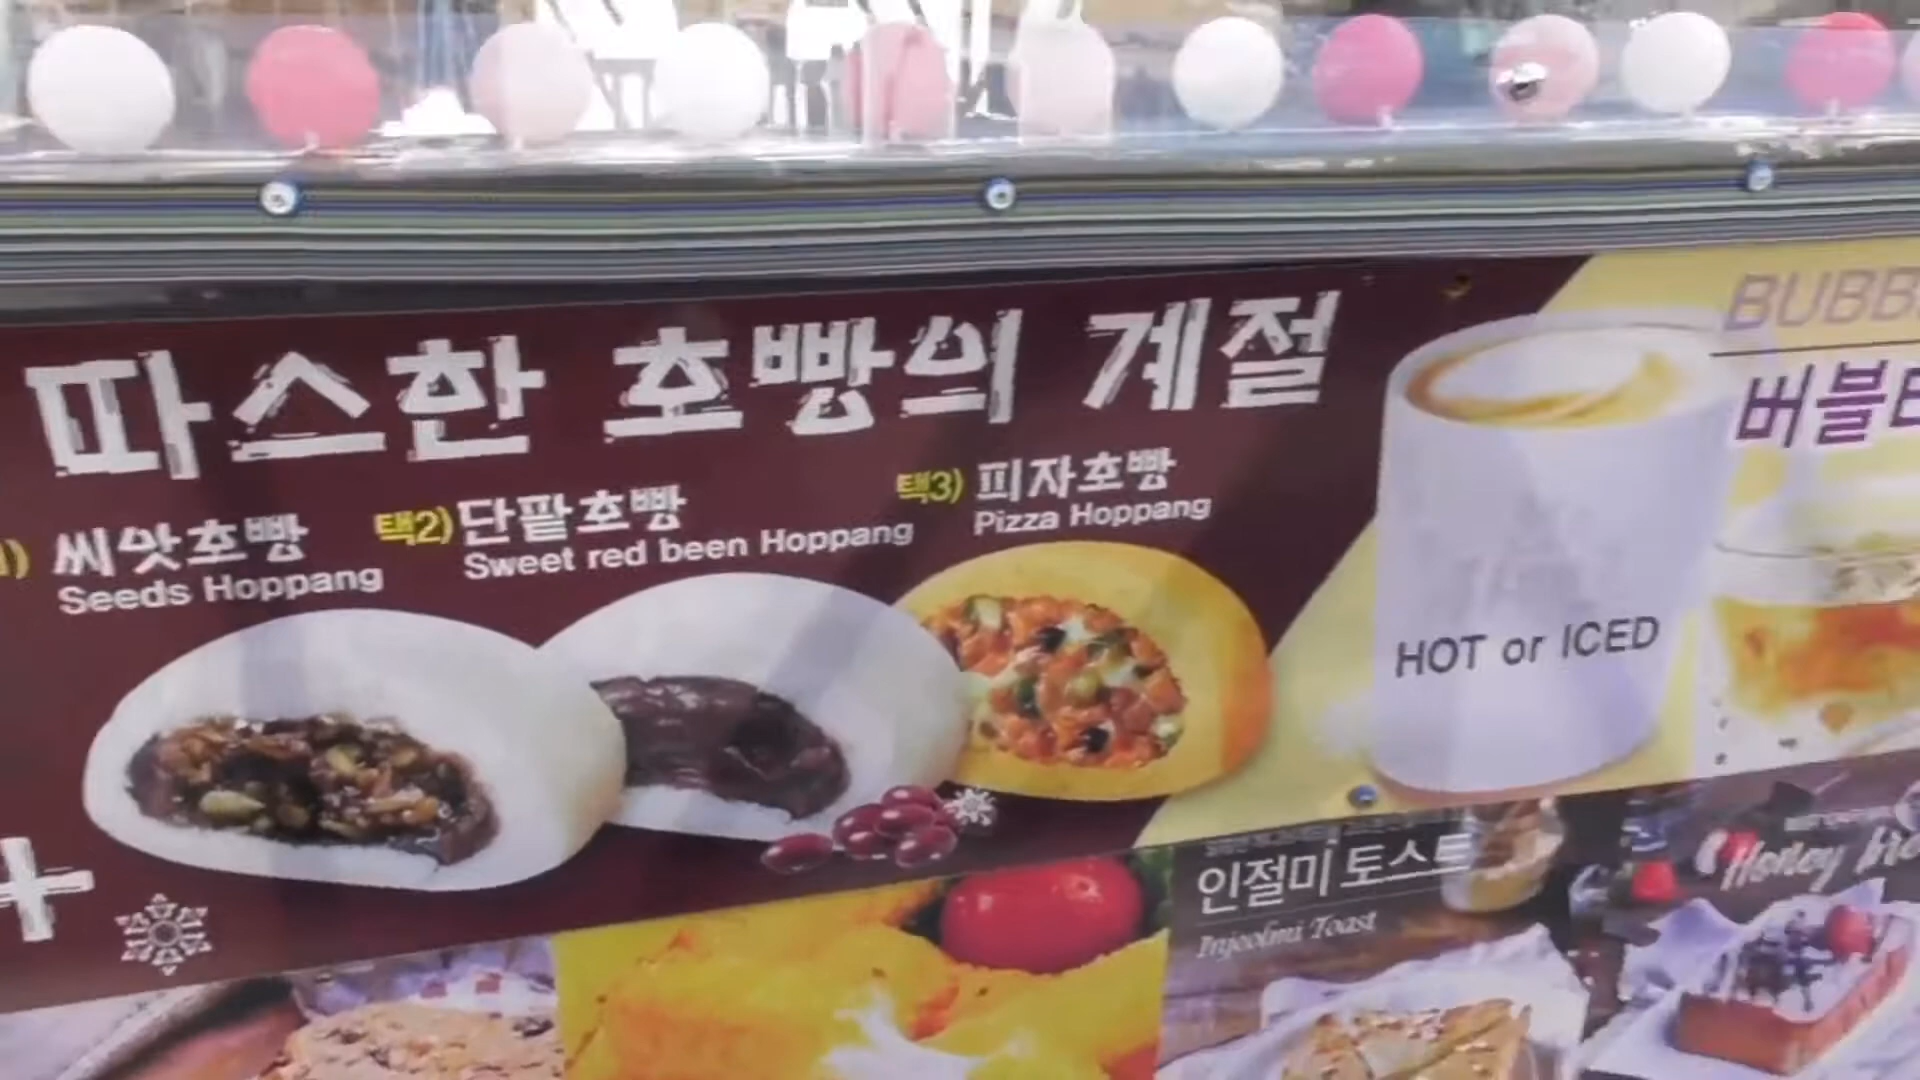 따스한 호빵의 계절
씨앗호빵
Seeds Hoppang
택2) 단팥호빵
Sweet red been Hoppang
택3) 피자호빵
Pizza Hoppang
HOT or ICED
버블
인절미 토스트
Injeolmi Toast
Honey